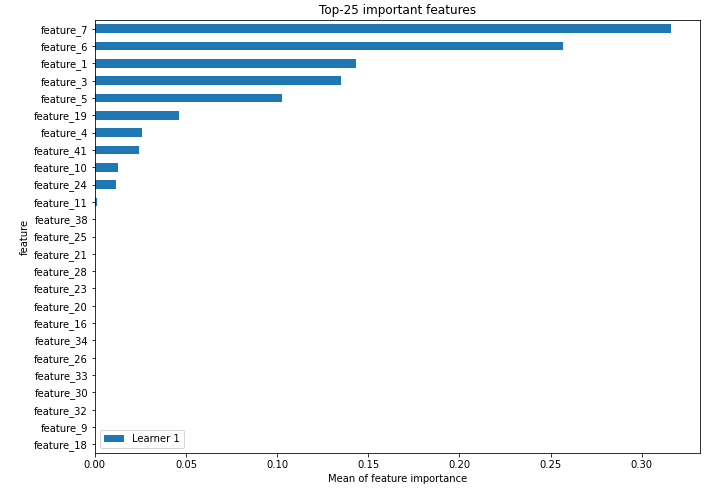 Top-25 important features
feature_7
feature_6
feature_1
feature_3
feature_5
feature_19
feature_4
feature_41
feature_10
feature_24
feature_11
feature_38
feature_25
feature_21
feature_28
feature_23
feature_20
feature_16
feature_34
feature_26
feature_33
feature_30
feature_32
feature_9
feature_18
feature
Learner 1
0.00 0.05 0.10 0.15 0.20 0.25 0.30
Mean of feature importance